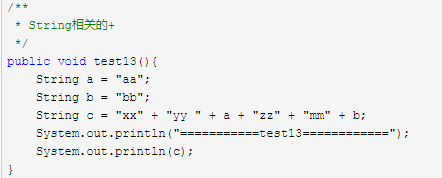 /**
 * String相关的+
 */
public void test13(){
    String a = "aa";
    String b = "bb";
    String c = "xx" + "yy " + a + "zz" + "mm" + b;
    System.out.println("===========test13============");
    System.out.println(c);
}